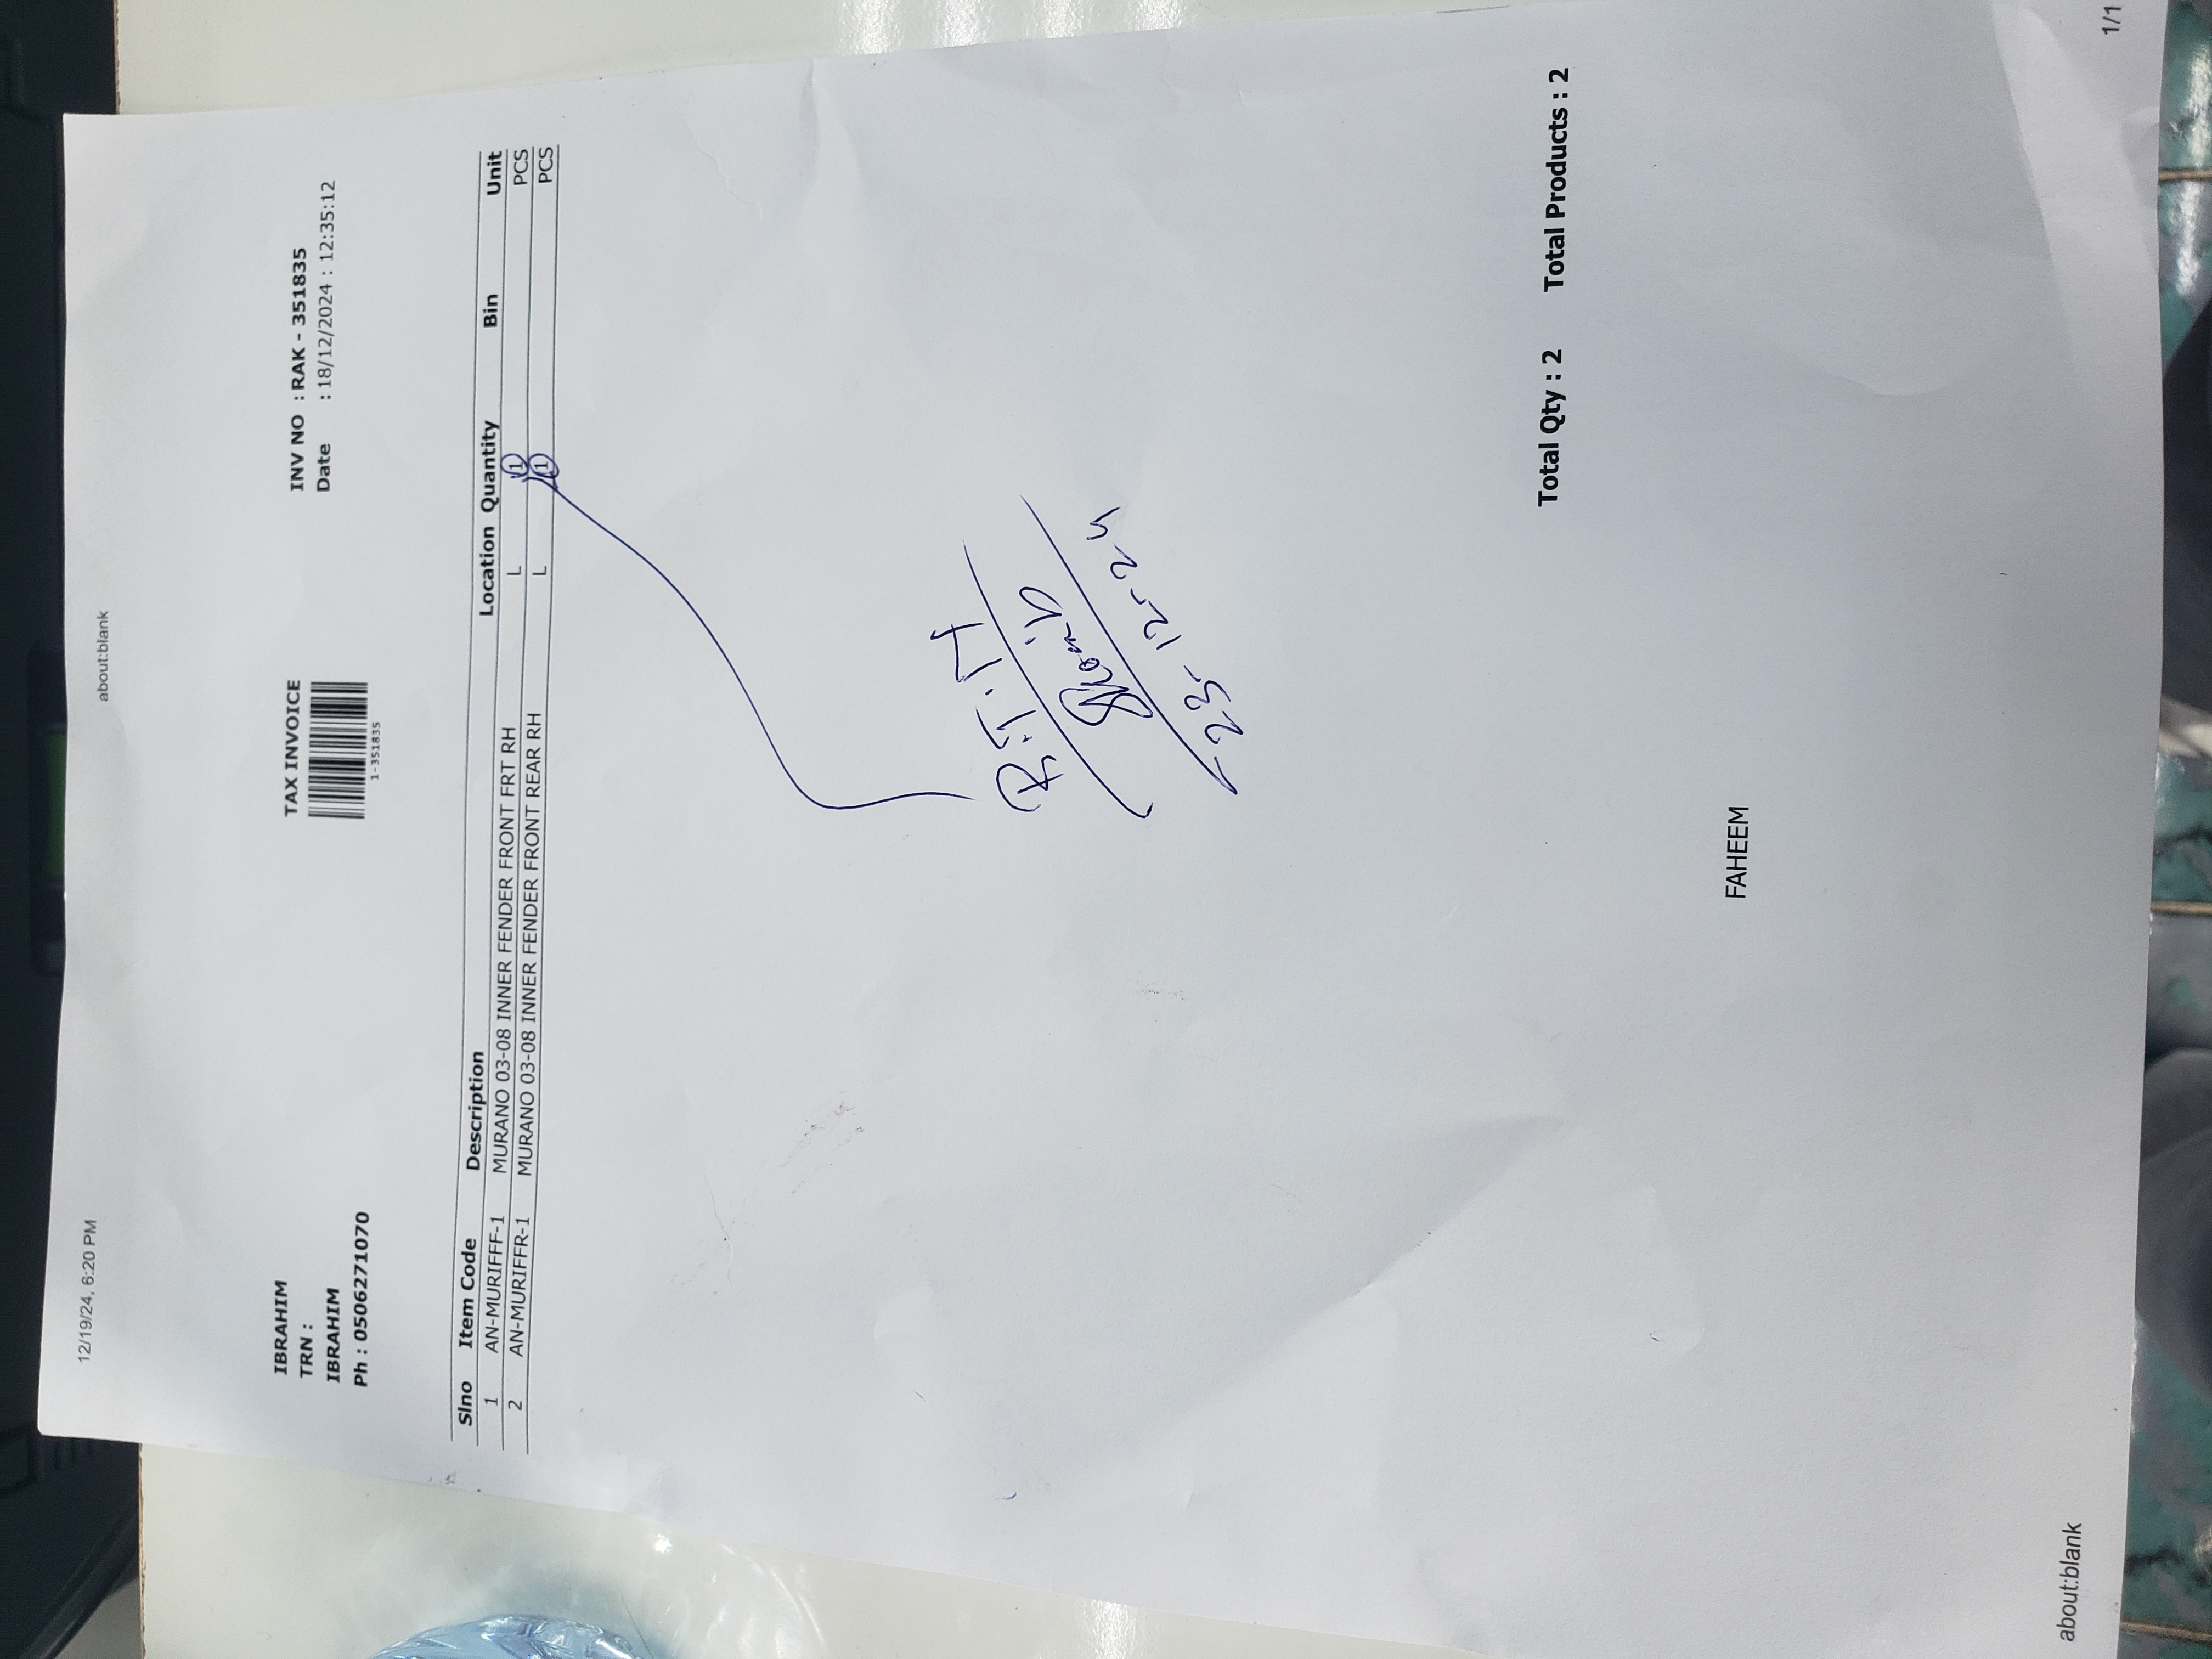 12/19/24, 6:20 PM about:blank
IBRAHIM TAX INVOICE INV NO : RAK - 351835
TRN : Date : 18/12/2024 : 12:35:12
IBRAHIM
Ph : 0506271070 1-351835
Slno Item Code Description Location Quantity Bin Unit
1 AN-MURIFFF-1 MURANO 03-08 INNER FENDER FRONT FRT RH L 1 PCS
2 AN-MURIFFR-1 MURANO 03-08 INNER FENDER FRONT REAR RH L 1 PCS
Total Qty : 2 Total Products : 2
FAHEEM
about:blank 1/1